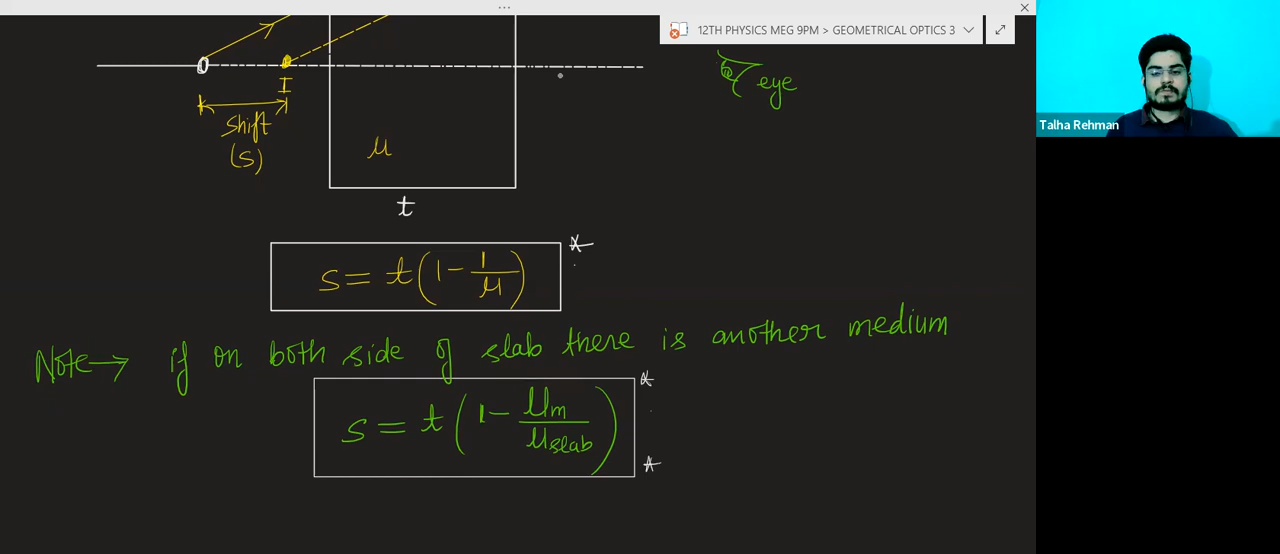 12TH PHYSICS MEG 9PM > GEOMETRICAL OPTICS 3
O
I
eye
Shift
(s)
μ
Talha Rehman
t
s = t(1 - 1/μ)
Note → if on both side of slab there is another medium
s = t(1 - μm/μslab)